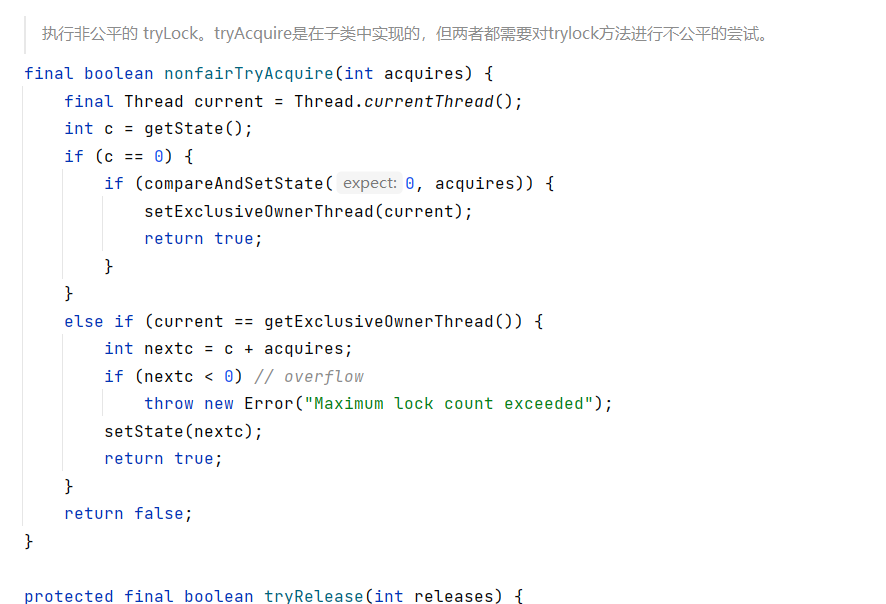 执行非公平的 tryLock。tryAcquire是在子类中实现的，但两者都需要对trylock方法进行不公平的尝试。
final boolean nonfairTryAcquire(int acquires) {
    final Thread current = Thread.currentThread();
    int c = getState();
    if (c == 0) {
        if (compareAndSetState( expect: 0, acquires)) {
            setExclusiveOwnerThread(current);
            return true;
        }
    }
    else if (current == getExclusiveOwnerThread()) {
        int nextc = c + acquires;
        if (nextc < 0) // overflow
            throw new Error("Maximum lock count exceeded");
        setState(nextc);
        return true;
    }
    return false;
}
protected final boolean tryRelease(int releases) {